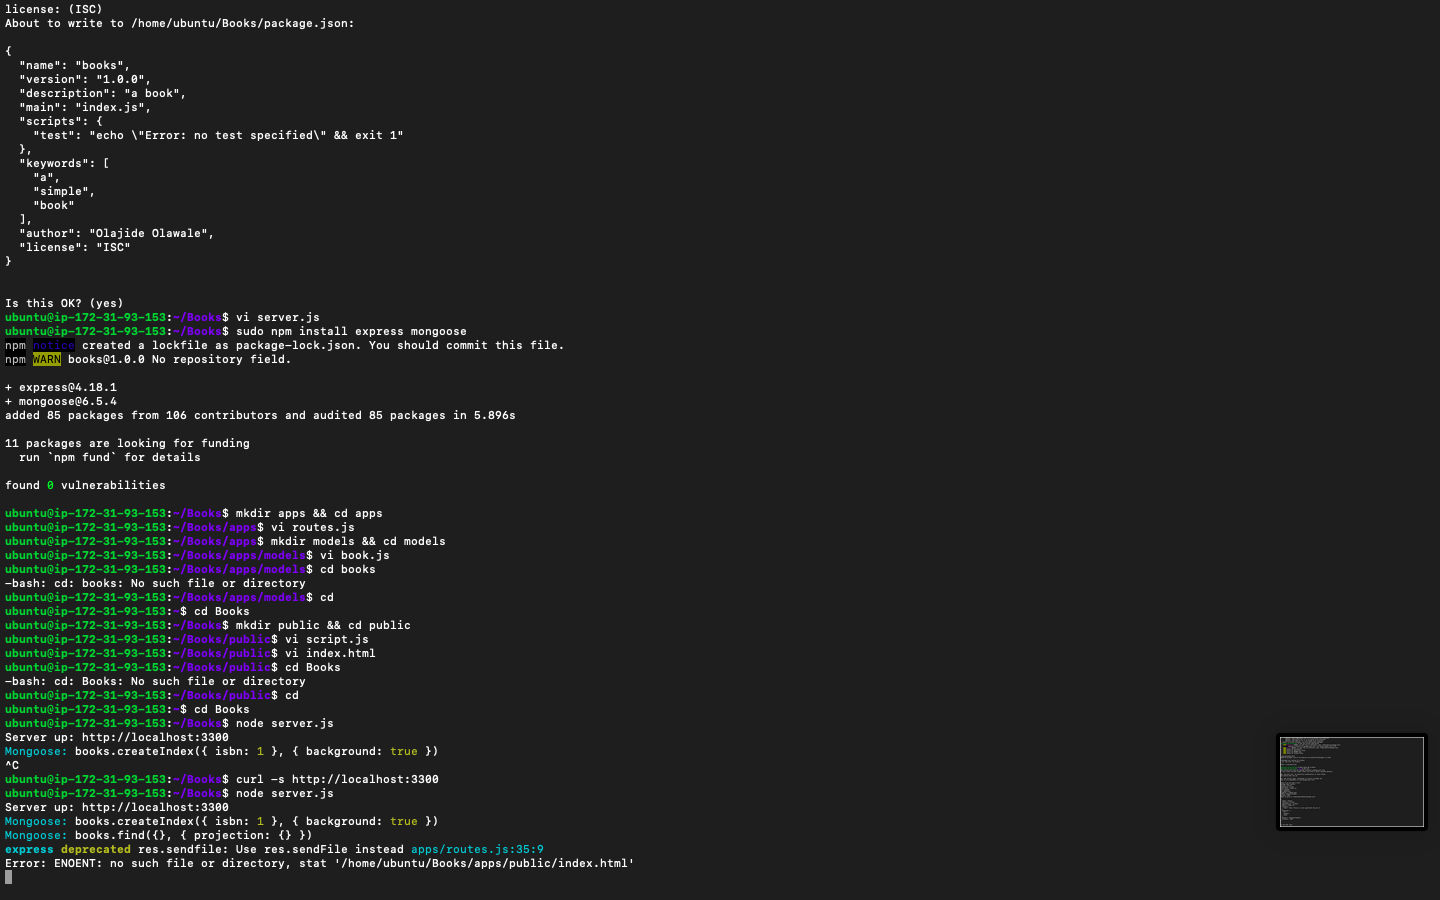 license: (ISC)
About to write to /home/ubuntu/Books/package.json:

{
  "name": "books",
  "version": "1.0.0",
  "description": "a book",
  "main": "index.js",
  "scripts": {
    "test": "echo \"Error: no test specified\" && exit 1"
  },
  "keywords": [
    "a",
    "simple",
    "book"
  ],
  "author": "Olajide Olawale",
  "license": "ISC"
}

Is this OK? (yes)
ubuntu@ip-172-31-93-153:~/Books$ vi server.js
ubuntu@ip-172-31-93-153:~/Books$ sudo npm install express mongoose
npm notice created a lockfile as package-lock.json. You should commit this file.
npm WARN books@1.0.0 No repository field.

+ express@4.18.1
+ mongoose@6.5.4
added 85 packages from 106 contributors and audited 85 packages in 5.896s

11 packages are looking for funding
  run `npm fund` for details

found 0 vulnerabilities

ubuntu@ip-172-31-93-153:~/Books$ mkdir apps && cd apps
ubuntu@ip-172-31-93-153:~/Books/apps$ vi routes.js
ubuntu@ip-172-31-93-153:~/Books/apps$ mkdir models && cd models
ubuntu@ip-172-31-93-153:~/Books/apps/models$ vi book.js
ubuntu@ip-172-31-93-153:~/Books/apps/models$ cd books
-bash: cd: books: No such file or directory
ubuntu@ip-172-31-93-153:~/Books/apps/models$ cd
ubuntu@ip-172-31-93-153:~$ cd Books
ubuntu@ip-172-31-93-153:~/Books$ mkdir public && cd public
ubuntu@ip-172-31-93-153:~/Books/public$ vi script.js
ubuntu@ip-172-31-93-153:~/Books/public$ vi index.html
ubuntu@ip-172-31-93-153:~/Books/public$ cd Books
-bash: cd: Books: No such file or directory
ubuntu@ip-172-31-93-153:~/Books/public$ cd
ubuntu@ip-172-31-93-153:~$ cd Books
ubuntu@ip-172-31-93-153:~/Books$ node server.js
Server up: http://localhost:3300
Mongoose: books.createIndex({ isbn: 1 }, { background: true })
^C
ubuntu@ip-172-31-93-153:~/Books$ curl -s http://localhost:3300
ubuntu@ip-172-31-93-153:~/Books$ node server.js
Server up: http://localhost:3300
Mongoose: books.createIndex({ isbn: 1 }, { background: true })
Mongoose: books.find({}, { projection: {} })
express deprecated res.sendfile: Use res.sendFile instead apps/routes.js:35:9
Error: ENOENT: no such file or directory, stat '/home/ubuntu/Books/apps/public/index.html'